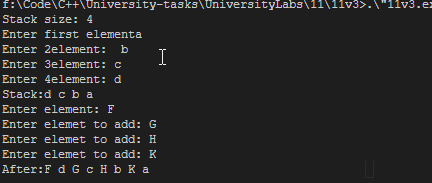 f:\Code\C++\University-tasks\UniversityLabs\11\11v3>.\"11v3.ex
Stack size: 4
Enter first elementa
Enter 2element:  b
Enter 3element: c
Enter 4element: d
Stack:d c b a
Enter element: F
Enter elemet to add: G
Enter elemet to add: H
Enter elemet to add: K
After:F d G c H b K a